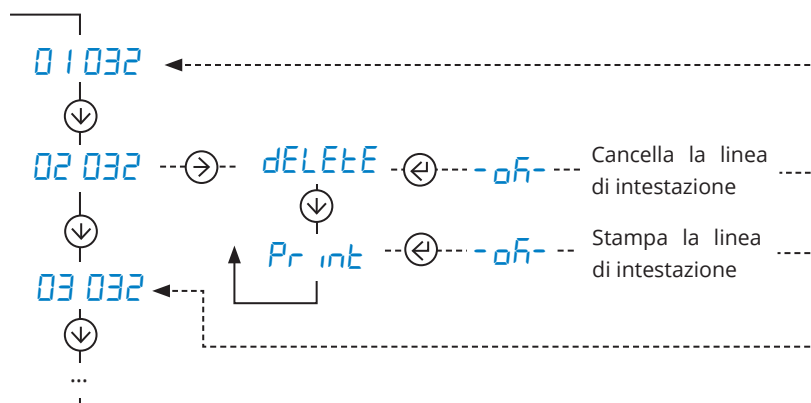 01 032
02 032
dELEtE
-oh-
Cancella la linea
di intestazione
Print
-oh-
Stampa la linea
di intestazione
03 032
...